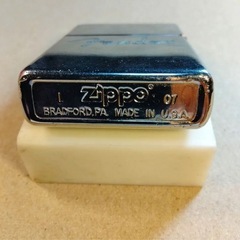 I zippo® 07
BRADFORD,PA. MADE IN U.S.A.